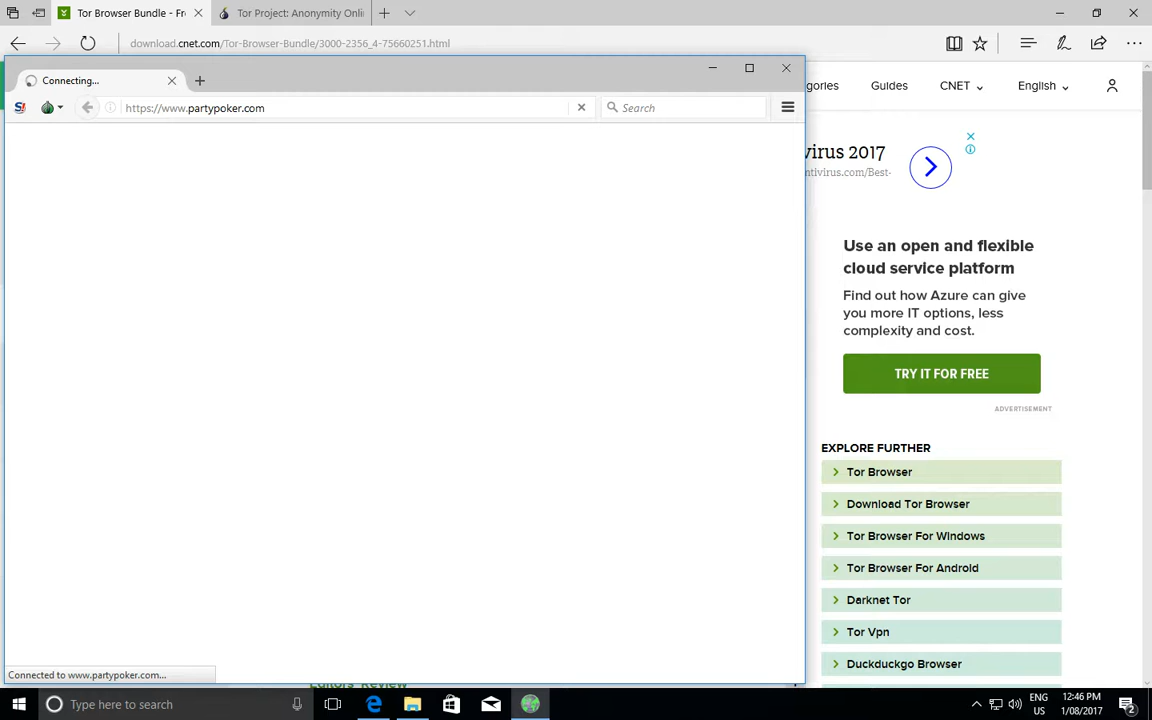 Tor Browser Bundle - Fr
Tor Project: Anonymity Onli
download.cnet.com/Tor-Browser-Bundle/3000-2356_4-75660251.html
Connecting...
https://www.partypoker.com
Search
gories
Guides
CNET
English
virus 2017
ntivirus.com/Best-
Use an open and flexible
cloud service platform
Find out how Azure can give
you more IT options, less
complexity and cost.
TRY IT FOR FREE
ADVERTISEMENT
EXPLORE FURTHER
Tor Browser
Download Tor Browser
Tor Browser For Windows
Tor Browser For Android
Darknet Tor
Tor Vpn
Duckduckgo Browser
Connected to www.partypoker.com...
Editors' Review
Type here to search
ENG
US
12:46 PM
1/08/2017
2